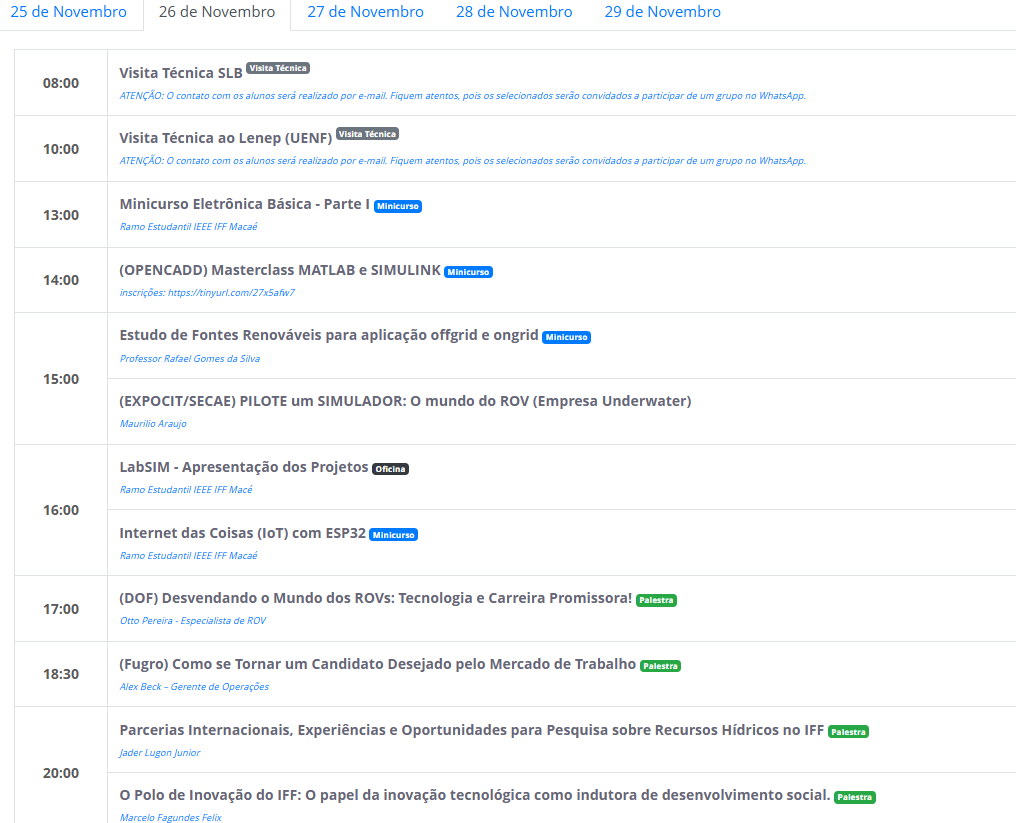 25 de Novembro 26 de Novembro 27 de Novembro 28 de Novembro 29 de Novembro
08:00
Visita Técnica SLB Visita Técnica
ATENÇÃO: O contato com os alunos será realizado por e-mail. Fiquem atentos, pois os selecionados serão convidados a participar de um grupo no WhatsApp.
10:00
Visita Técnica ao Lenep (UENF) Visita Técnica
ATENÇÃO: O contato com os alunos será realizado por e-mail. Fiquem atentos, pois os selecionados serão convidados a participar de um grupo no WhatsApp.
13:00
Minicurso Eletrônica Básica - Parte I Minicurso
Ramo Estudantil IEEE IFF Macaé
14:00
(OPENCADD) Masterclass MATLAB e SIMULINK Minicurso
inscrições: https://tinyurl.com/27x5afw7
15:00
Estudo de Fontes Renováveis para aplicação offgrid e ongrid Minicurso
Professor Rafael Gomes da Silva
(EXPOCIT/SECAE) PILOTE um SIMULADOR: O mundo do ROV (Empresa Underwater)
Maurilio Araujo
16:00
LabSIM - Apresentação dos Projetos Oficina
Ramo Estudantil IEEE IFF Macé
Internet das Coisas (IoT) com ESP32 Minicurso
Ramo Estudantil IEEE IFF Macaé
17:00
(DOF) Desvendando o Mundo dos ROVs: Tecnologia e Carreira Promissora! Palestra
Otto Pereira - Especialista de ROV
18:30
(Fugro) Como se Tornar um Candidato Desejado pelo Mercado de Trabalho Palestra
Alex Beck – Gerente de Operações
20:00
Parcerias Internacionais, Experiências e Oportunidades para Pesquisa sobre Recursos Hídricos no IFF Palestra
Jader Lugon Junior
O Polo de Inovação do IFF: O papel da inovação tecnológica como indutora de desenvolvimento social. Palestra
Marcelo Fagundes Felix